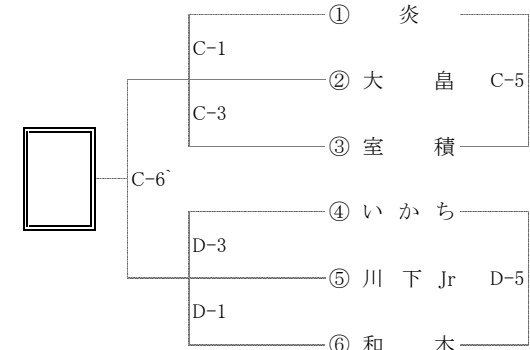 ① 炎
C-1
② 大 畠 C-5
C-3
③ 室 積
C-6`
④ い か ち
D-3
⑤ 川 下 Jr D-5
D-1
⑥ 和 木